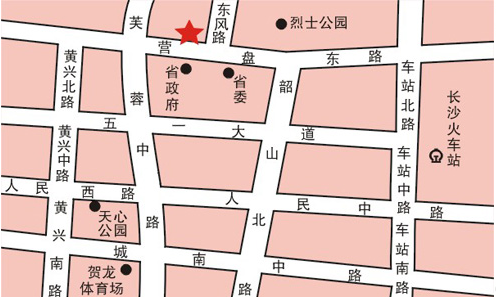 芙蓉中路
东风路
烈士公园
营盘东路
黄兴北路
省政府
省委
韶山北路
车站北路
长沙火车站
五一大道
黄兴中路
车站中路
人民西路
人民中路
天心公园
黄兴南路
城南中路
车站南路
贺龙体育场